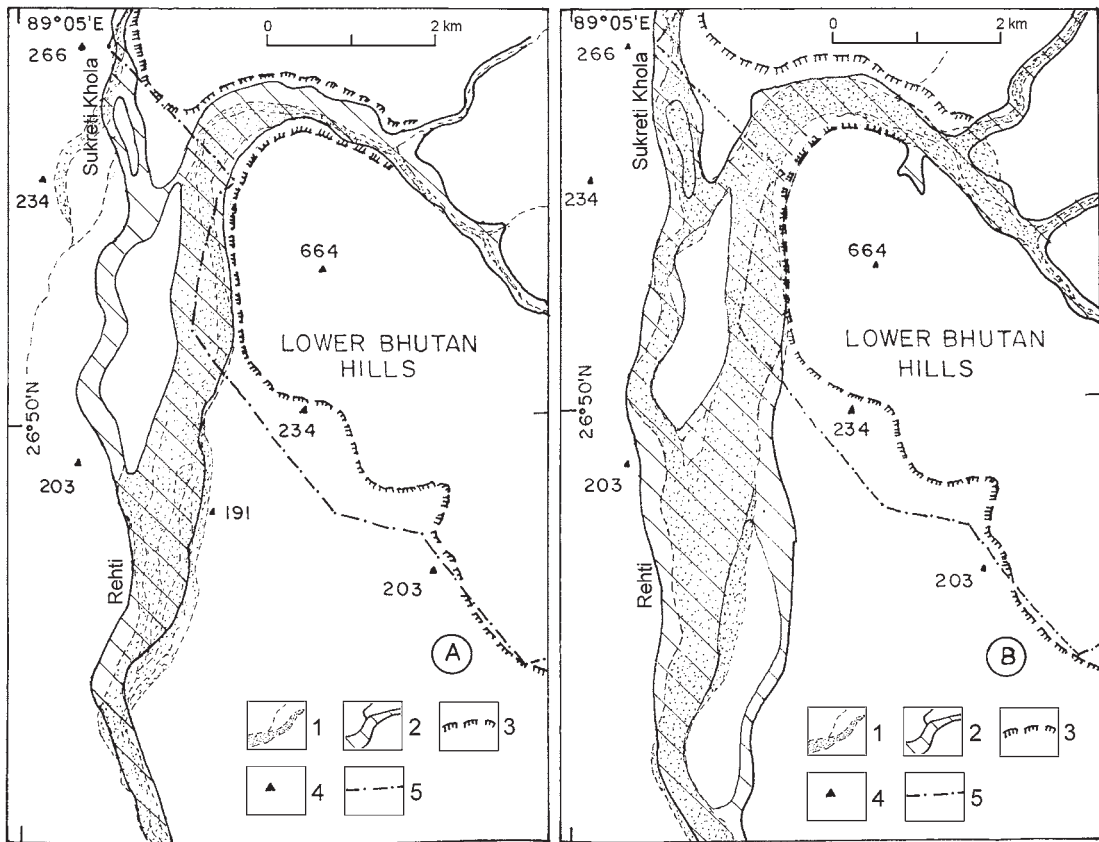 89°05'E
0 2 km
266
Sukreti Khola
234
664
LOWER BHUTAN
HILLS
26°50'N
234
203
191
Rehti
203
A
1 2 3
4 5
89°05'E
0 2 km
266
Sukreti Khola
234
664
LOWER BHUTAN
HILLS
26°50'N
234
203
Rehti
203
B
1 2 3
4 5